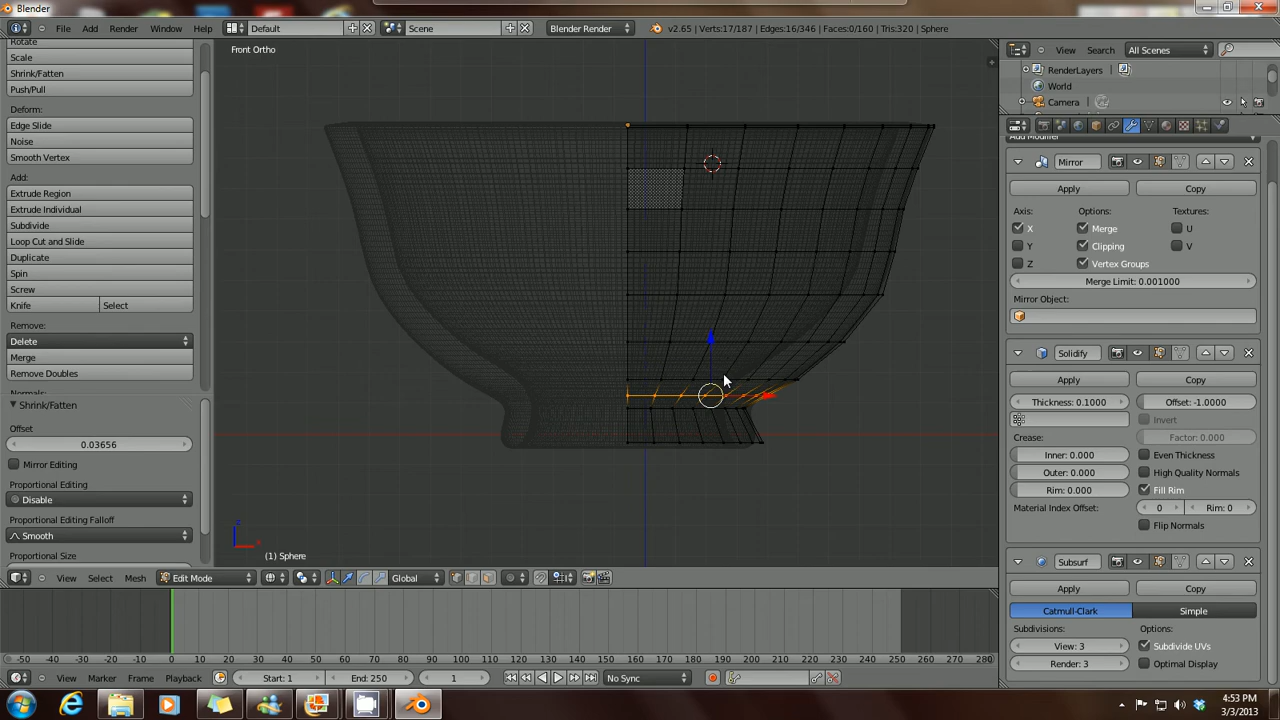 Blender
File Add Render Window Help Default Scene Blender Render v2.65 | Verts:17/187 | Edges:16/346 | Faces:0/160 | Tris:320 | Sphere
Front Ortho
Rotate
Scale
Shrink/Fatten
Push/Pull
Deform:
Edge Slide
Noise
Smooth Vertex
Add:
Extrude Region
Extrude Individual
Subdivide
Loop Cut and Slide
Duplicate
Spin
Screw
Knife Select
Remove:
Delete
Merge
Remove Doubles
Normals:
Shrink/Fatten
Offset
0.03656
Mirror Editing
Proportional Editing
Disable
Proportional Editing Falloff
Smooth
Proportional Size
z
x
(1) Sphere
View Select Mesh Edit Mode Global
View Search All Scenes
RenderLayers
World
Camera
Add Modifier
Mirror
Apply Copy
Axis: Options: Textures:
X Merge U
Y Clipping V
Z Vertex Groups
Merge Limit: 0.001000
Mirror Object:
Solidify
Apply Copy
Thickness: 0.1000 Offset: -1.0000
Invert
Crease: Factor: 0.000
Inner: 0.000 Even Thickness
Outer: 0.000 High Quality Normals
Rim: 0.000 Fill Rim
Material Index Offset: 0 Rim: 0
Flip Normals
Subsurf
Apply Copy
Catmull-Clark Simple
Subdivisions: Options:
View: 3 Subdivide UVs
Render: 3 Optimal Display
-50 -40 -30 -20 -10 0 10 20 30 40 50 60 70 80 90 100 110 120 130 140 150 160 170 180 190 200 210 220 230 240 250 260 270 280
View Marker Frame Playback Start: 1 End: 250 1 No Sync
4:53 PM
3/3/2013